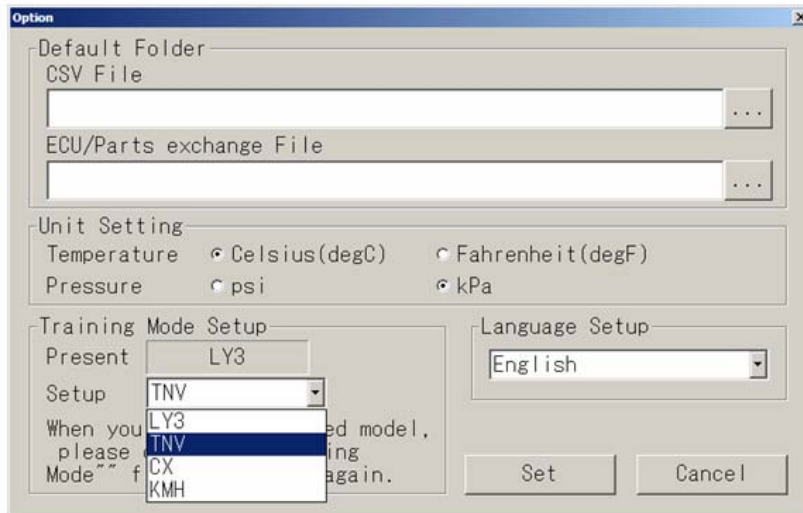 Option
Default Folder
CSV File
...
ECU/Parts exchange File
...
Unit Setting
Temperature Celsius(degC) Fahrenheit(degF)
Pressure psi kPa
Training Mode Setup
Present LY3
Setup TNV
LY3
TNV
CX
KMH
When you ed model,
please ing
Mode"" f again.
Language Setup
English
Set Cancel